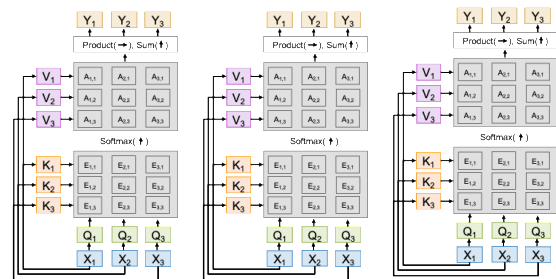 Y1 Y2 Y3
Product(→), Sum(↑)
V1 A1,1 A2,1 A3,1
V2 A1,2 A2,2 A3,2
V3 A1,3 A2,3 A3,3
Softmax(↑)
K1 E1,1 E2,1 E3,1
K2 E1,2 E2,2 E3,2
K3 E1,3 E2,3 E3,3
Q1 Q2 Q3
X1 X2 X3
Y1 Y2 Y3
Product(→), Sum(↑)
V1 A1,1 A2,1 A3,1
V2 A1,2 A2,2 A3,2
V3 A1,3 A2,3 A3,3
Softmax(↑)
K1 E1,1 E2,1 E3,1
K2 E1,2 E2,2 E3,2
K3 E1,3 E2,3 E3,3
Q1 Q2 Q3
X1 X2 X3
Y1 Y2 Y3
Product(→), Sum(↑)
V1 A1,1 A2,1 A3,1
V2 A1,2 A2,2 A3,2
V3 A1,3 A2,3 A3,3
Softmax(↑)
K1 E1,1 E2,1 E3,1
K2 E1,2 E2,2 E3,2
K3 E1,3 E2,3 E3,3
Q1 Q2 Q3
X1 X2 X3